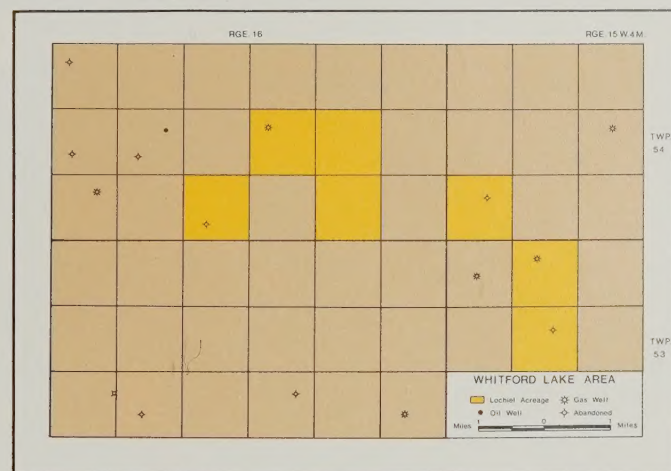 RGE. 16 RGE. 15 W.4 M.
TWP. 54
TWP. 53
WHITFORD LAKE AREA
Lochiel Acreage Gas Well
Oil Well Abandoned
Miles 1 0 1 Miles